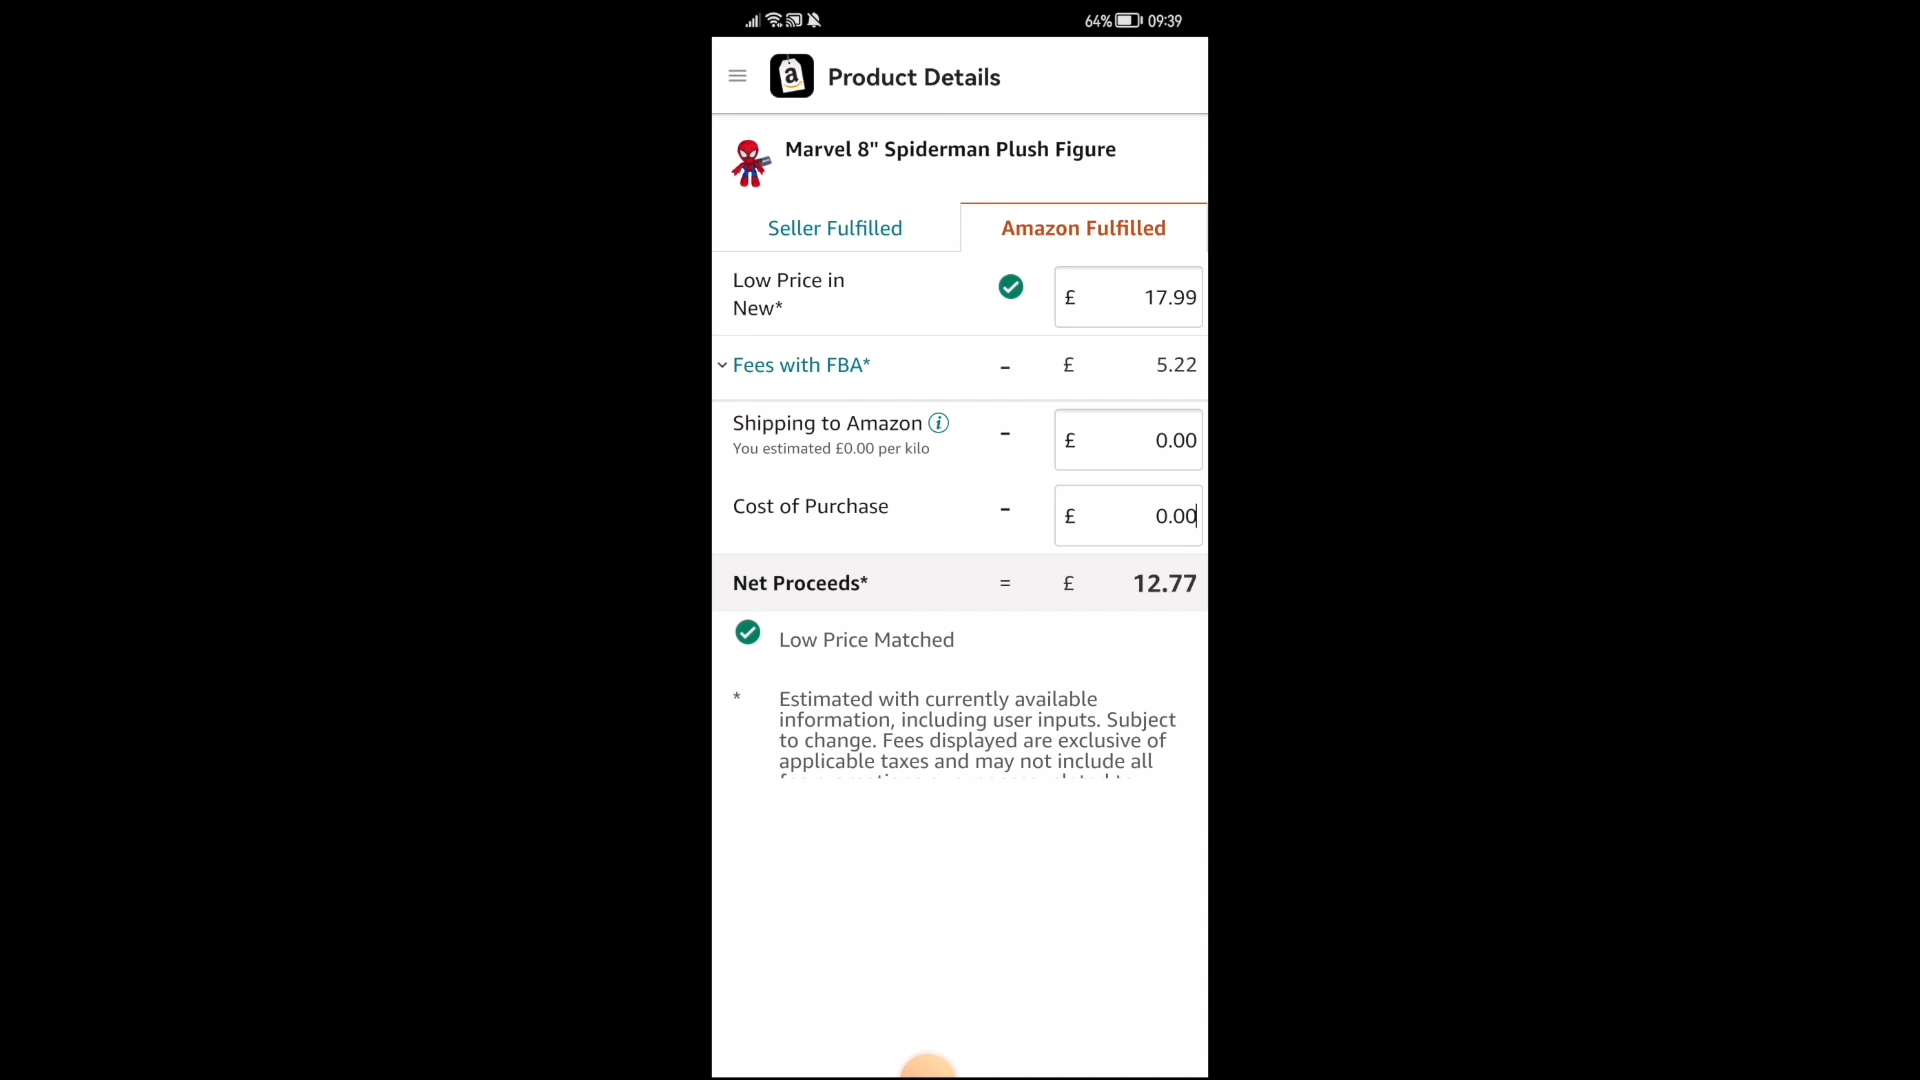 64% 09:39
a Product Details
Marvel 8" Spiderman Plush Figure
Seller Fulfilled Amazon Fulfilled
Low Price in
New*
£ 17.99
Fees with FBA* - £ 5.22
Shipping to Amazon i
You estimated £0.00 per kilo
- £ 0.00
Cost of Purchase - £ 0.00
Net Proceeds* = £ 12.77
Low Price Matched
* Estimated with currently available
information, including user inputs. Subject
to change. Fees displayed are exclusive of
applicable taxes and may not include all